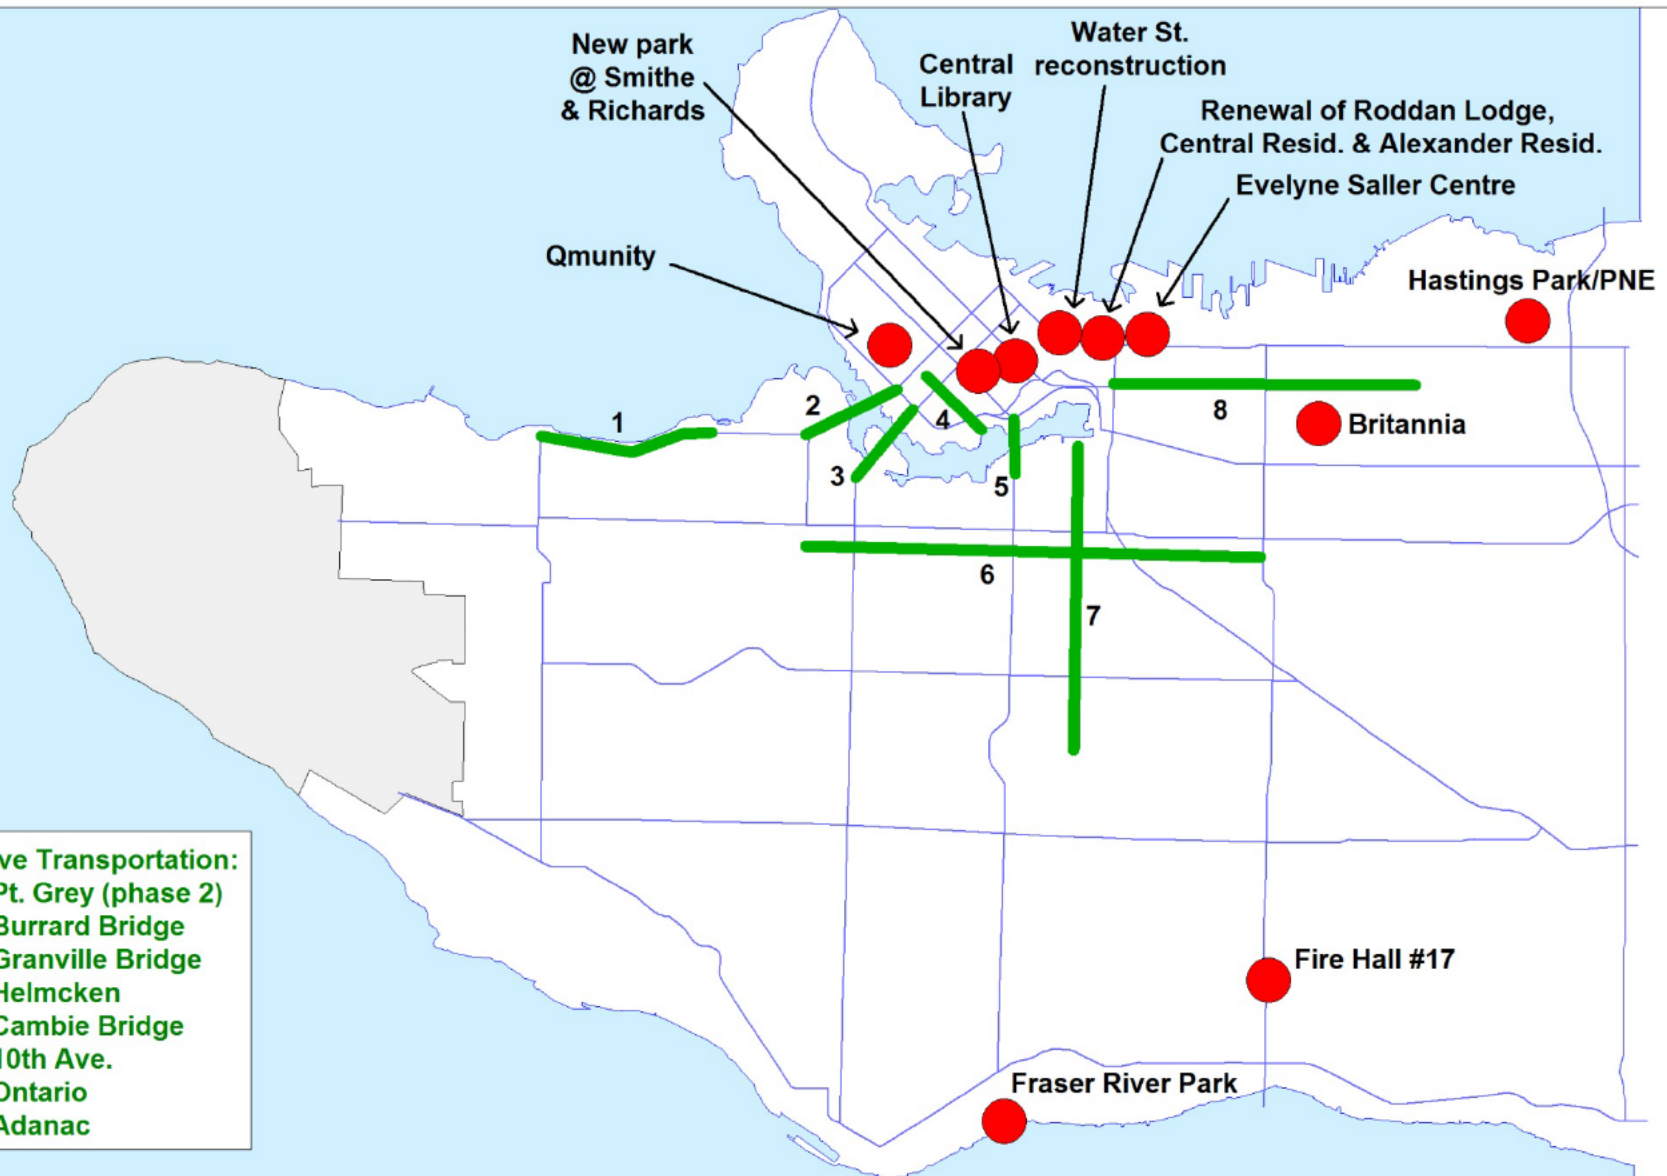 New park
@ Smithe
& Richards
Central
Library
Water St.
reconstruction
Renewal of Roddan Lodge,
Central Resid. & Alexander Resid.
Evelyne Saller Centre
Qmunity
Hastings Park/PNE
Britannia
1
2
3
4
5
6
7
8
Fire Hall #17
Fraser River Park
ve Transportation:
Pt. Grey (phase 2)
Burrard Bridge
Granville Bridge
Helmcken
Cambie Bridge
10th Ave.
Ontario
Adanac